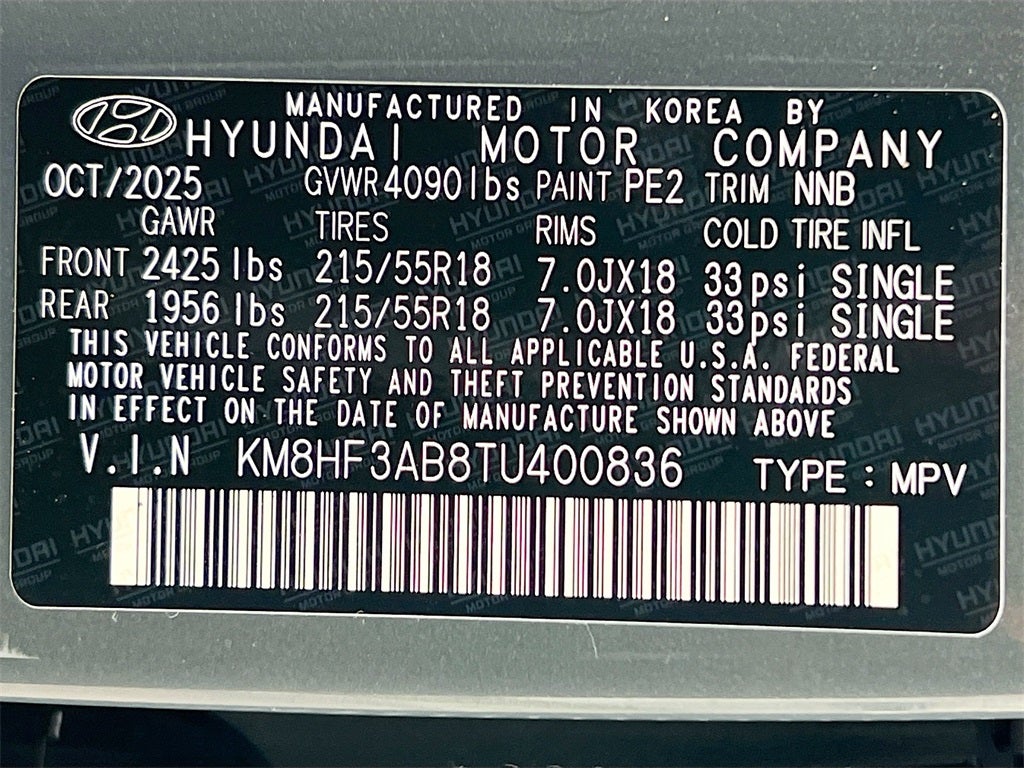 MANUFACTURED IN KOREA BY
HYUNDAI MOTOR COMPANY
OCT/2025 GVWR 4090lbs PAINT PE2 TRIM NNB
GAWR TIRES RIMS COLD TIRE INFL
FRONT 2425 lbs 215/55R18 7.0JX18 33psi SINGLE
REAR 1956 lbs 215/55R18 7.0JX18 33psi SINGLE
THIS VEHICLE CONFORMS TO ALL APPLICABLE U.S.A. FEDERAL
MOTOR VEHICLE SAFETY AND THEFT PREVENTION STANDARDS
IN EFFECT ON THE DATE OF MANUFACTURE SHOWN ABOVE
V.I.N KM8HF3AB8TU400836 TYPE : MPV